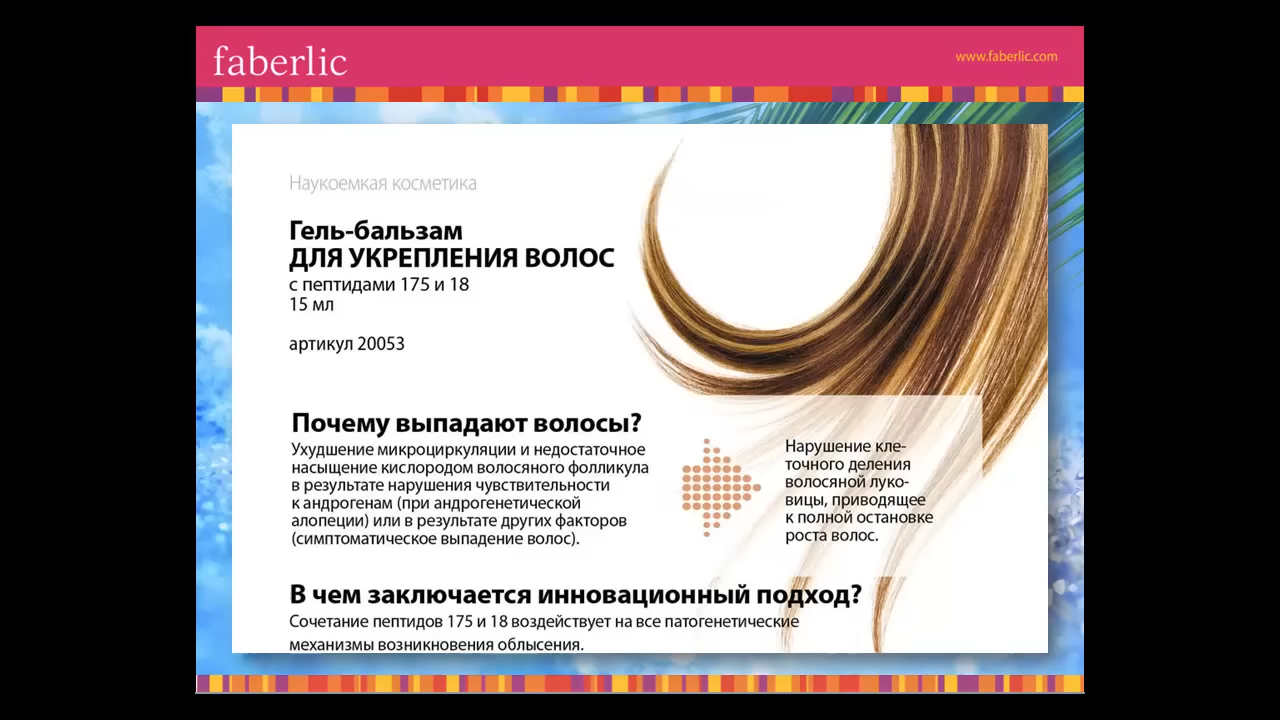 faberlic
www.faberlic.com
Наукоемкая косметика
Гель-бальзам
ДЛЯ УКРЕПЛЕНИЯ ВОЛОС
с пептидами 175 и 18
15 мл
артикул 20053
Почему выпадают волосы?
Ухудшение микроциркуляции и недостаточное
насыщение кислородом волосяного фолликула
в результате нарушения чувствительности
к андрогенам (при андрогенетической
алопеции) или в результате других факторов
(симптоматическое выпадение волос).
Нарушение кле-
точного деления
волосяной луко-
вицы, приводящее
к полной остановке
роста волос.
В чем заключается инновационный подход?
Сочетание пептидов 175 и 18 воздействует на все патогенетические
механизмы возникновения облысения.